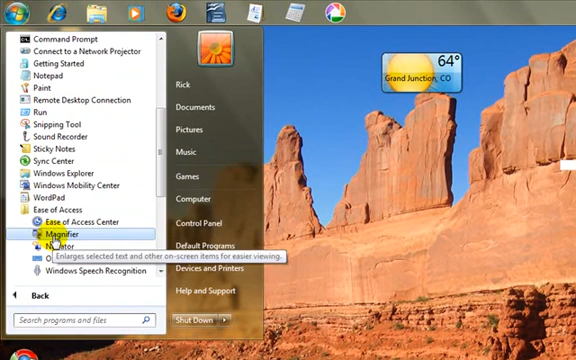 Command Prompt
Connect to a Network Projector
Getting Started
Notepad
Paint
Remote Desktop Connection
Run
Snipping Tool
Sound Recorder
Sticky Notes
Sync Center
Windows Explorer
Windows Mobility Center
WordPad
Ease of Access
Ease of Access Center
Magnifier
Enlarges selected text and other on-screen items for easier viewing.
Windows Speech Recognition
Back
Search programs and files
Rick
Documents
Pictures
Music
Games
Computer
Control Panel
Default Programs
Devices and Printers
Help and Support
Shut Down
64°
Grand Junction, CO